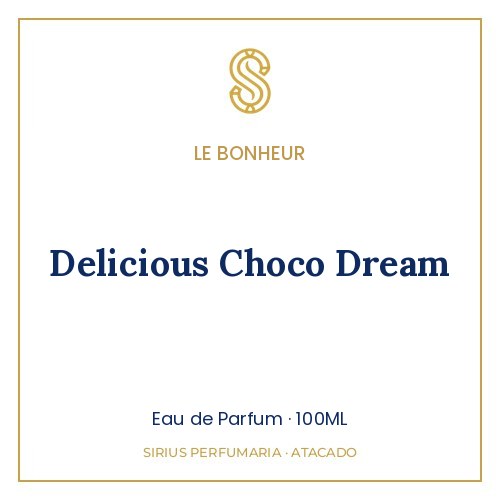 LE BONHEUR
Delicious Choco Dream
Eau de Parfum · 100ML
SIRIUS PERFUMARIA · ATACADO